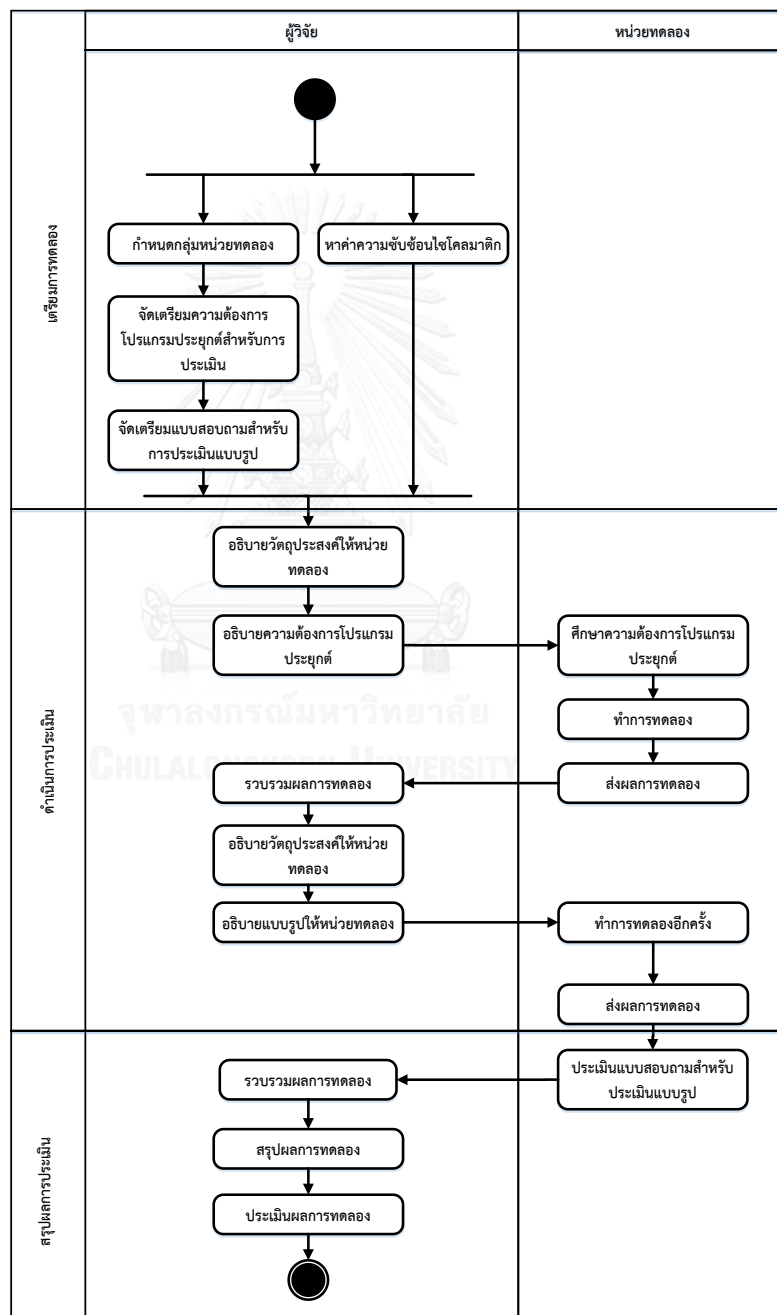 ผู้วิจัย
หน่วยทดลอง
เตรียมการทดลอง
กำหนดกลุ่มหน่วยทดลอง
หาค่าความซับซ้อนไซโคลมาติก
จัดเตรียมความต้องการ
โปรแกรมประยุกต์สำหรับการ
ประเมิน
จัดเตรียมแบบสอบถามสำหรับ
การประเมินแบบรูป
ดำเนินการประเมิน
อธิบายวัตถุประสงค์ให้หน่วย
ทดลอง
อธิบายความต้องการโปรแกรม
ประยุกต์
ศึกษาความต้องการโปรแกรม
ประยุกต์
จุฬาลงกรณ์มหาวิทยาลัย
CHULALONGKORN UNIVERSITY
ทำการทดลอง
ส่งผลการทดลอง
รวบรวมผลการทดลอง
อธิบายวัตถุประสงค์ให้หน่วย
ทดลอง
อธิบายแบบรูปให้หน่วยทดลอง
ทำการทดลองอีกครั้ง
ส่งผลการทดลอง
สรุปผลการประเมิน
ประเมินแบบสอบถามสำหรับ
ประเมินแบบรูป
รวบรวมผลการทดลอง
สรุปผลการทดลอง
ประเมินผลการทดลอง